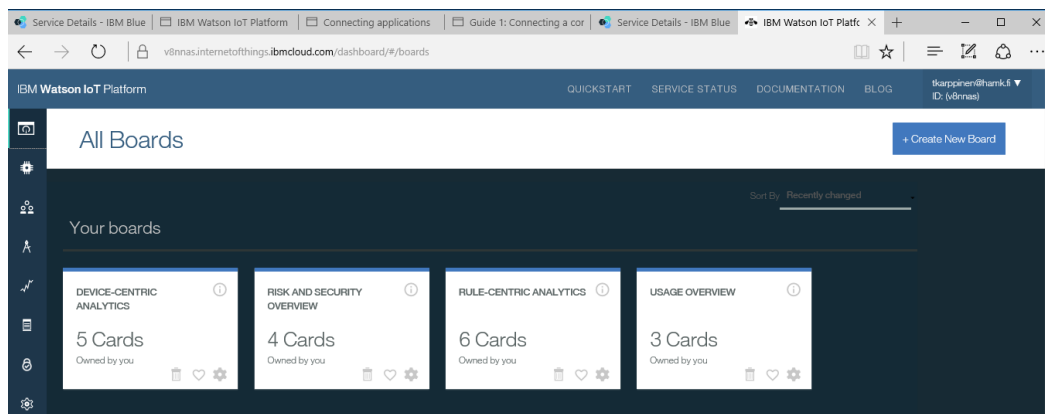 Service Details - IBM Blue
IBM Watson IoT Platform
Connecting applications
Guide 1: Connecting a cor
Service Details - IBM Blue
IBM Watson IoT Platfc
v8nnas.internetofthings.ibmcloud.com/dashboard/#/boards
IBM Watson IoT Platform
QUICKSTART
SERVICE STATUS
DOCUMENTATION
BLOG
tkarppinen@hamk.fi ▼
ID: (v8nnas)
All Boards
+ Create New Board
Sort By Recently changed
Your boards
DEVICE-CENTRIC
ANALYTICS
5 Cards
Owned by you
RISK AND SECURITY
OVERVIEW
4 Cards
Owned by you
RULE-CENTRIC ANALYTICS
6 Cards
Owned by you
USAGE OVERVIEW
3 Cards
Owned by you